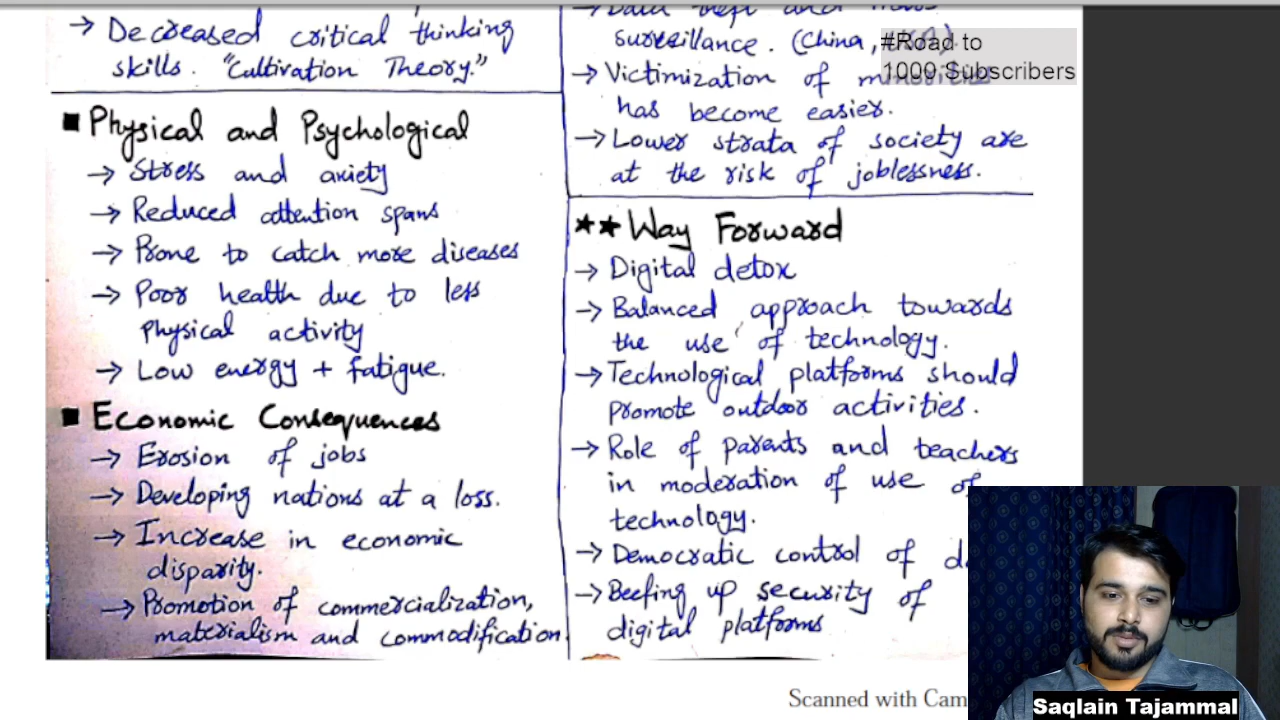 → Decreased critical thinking
skills. "Cultivation Theory."
■ Physical and Psychological
→ Stress and anxiety
→ Reduced attention spans
→ Prone to catch more diseases
→ Poor health due to less
physical activity
→ Low energy + fatigue.
■ Economic Consequences
→ Erosion of jobs
→ Developing nations at a loss.
→ Increase in economic
disparity.
→ Promotion of commercialization,
materialism and commodification
→ Data theft and mass
surveillance. (China,
→ Victimization of
has become easier.
→ Lower strata of society are
at the risk of joblessness.
** Way Forward
→ Digital detox
→ Balanced approach towards
the use of technology.
→ Technological platforms should
promote outdoor activities.
→ Role of parents and teachers
in moderation of use of
technology.
→ Democratic control of
→ Beefing up security of
digital platforms
#Road to
1000 Subscribers
Scanned with
Saqlain Tajammal